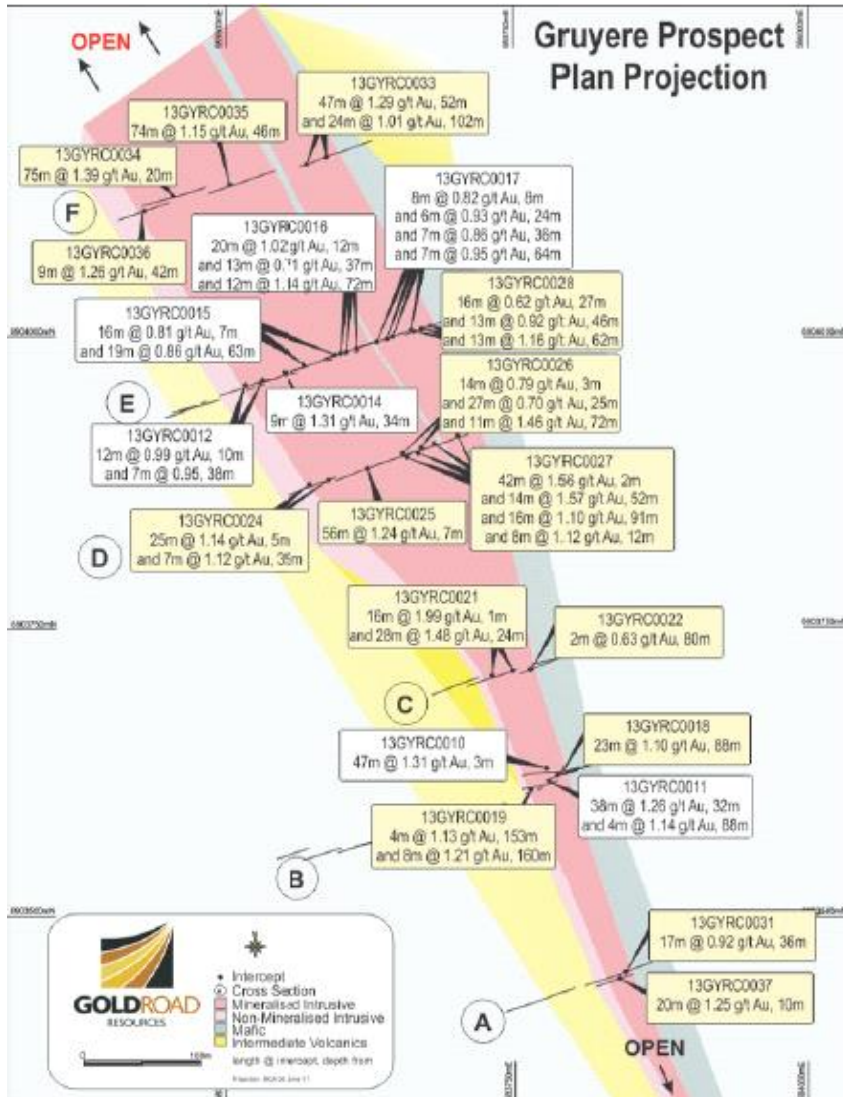 Gruyere Prospect
Plan Projection
OPEN
13GYRC0033
47m @ 1.29 g/t Au, 52m
and 24m @ 1.01 g/t Au, 102m
13GYRC0035
74m @ 1.15 g/t Au, 46m
13GYRC0034
75m @ 1.39 g/t Au, 20m
F
13GYRC0036
9m @ 1.26 g/t Au, 42m
13GYRC0017
8m @ 0.82 g/t Au, 8m
and 6m @ 0.93 g/t Au, 24m
and 7m @ 0.86 g/t Au, 36m
and 7m @ 0.95 g/t Au, 64m
13GYRC0016
20m @ 1.02g/t Au, 12m
and 13m @ 0.71 g/t Au, 37m
and 12m @ 1.14 g/t Au, 72m
13GYRC0028
16m @ 0.62 g/t Au, 27m
and 13m @ 0.92 g/t Au, 46m
and 13m @ 1.16 g/t Au, 62m
13GYRC0015
16m @ 0.81 g/t Au, 7m
and 19m @ 0.86 g/t Au, 63m
13GYRC0026
14m @ 0.79 g/t Au, 3m
and 27m @ 0.70 g/t Au, 25m
and 11m @ 1.46 g/t Au, 72m
E
13GYRC0014
9m @ 1.31 g/t Au, 34m
13GYRC0012
12m @ 0.99 g/t Au, 10m
and 7m @ 0.95, 38m
13GYRC0027
42m @ 1.56 g/t Au, 2m
and 14m @ 1.57 g/t Au, 52m
and 16m @ 1.10 g/t Au, 91m
and 8m @ 1.12 g/t Au, 12m
13GYRC0025
56m @ 1.24 g/t Au, 7m
13GYRC0024
25m @ 1.14 g/t Au, 5m
and 7m @ 1.12 g/t Au, 35m
D
13GYRC0021
16m @ 1.99 g/t Au, 1m
and 28m @ 1.48 g/t Au, 24m
13GYRC0022
2m @ 0.63 g/t Au, 80m
C
13GYRC0018
23m @ 1.10 g/t Au, 88m
13GYRC0010
47m @ 1.31 g/t Au, 3m
13GYRC0011
38m @ 1.26 g/t Au, 32m
and 4m @ 1.14 g/t Au, 88m
13GYRC0019
4m @ 1.13 g/t Au, 153m
and 8m @ 1.21 g/t Au, 160m
B
13GYRC0031
17m @ 0.92 g/t Au, 36m
13GYRC0037
20m @ 1.25 g/t Au, 10m
A
OPEN
GOLDROAD
RESOURCES
Intercept
Cross Section
Mineralised Intrusive
Non-Mineralised Intrusive
Mafic
Intermediate Volcanics
length @ intercept, depth from
0
100m